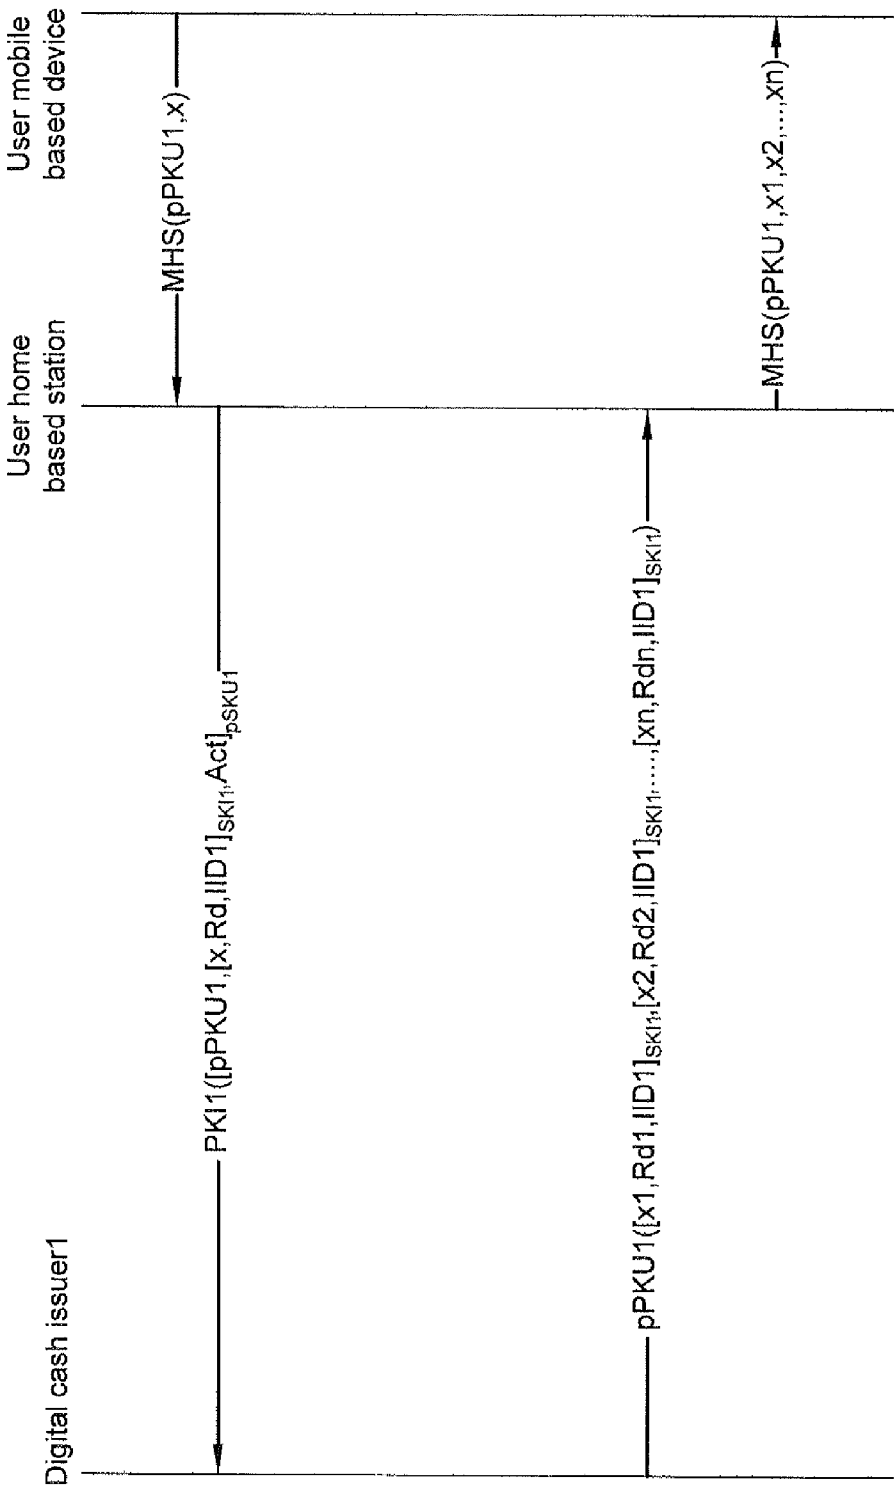 Digital cash issuer1
User home
based station
User mobile
based device
MHS(pPKU1,x)
PKI1([pPKU1,[x,Rd,IID1]SKI1,Act]pSKU1
pPKU1([x1,Rd1,IID1]SKI1,[x2,Rd2,IID1]SKI1,.....,[xn,Rdn,IID1]SKI1)
MHS(pPKU1,x1,x2,...,xn)